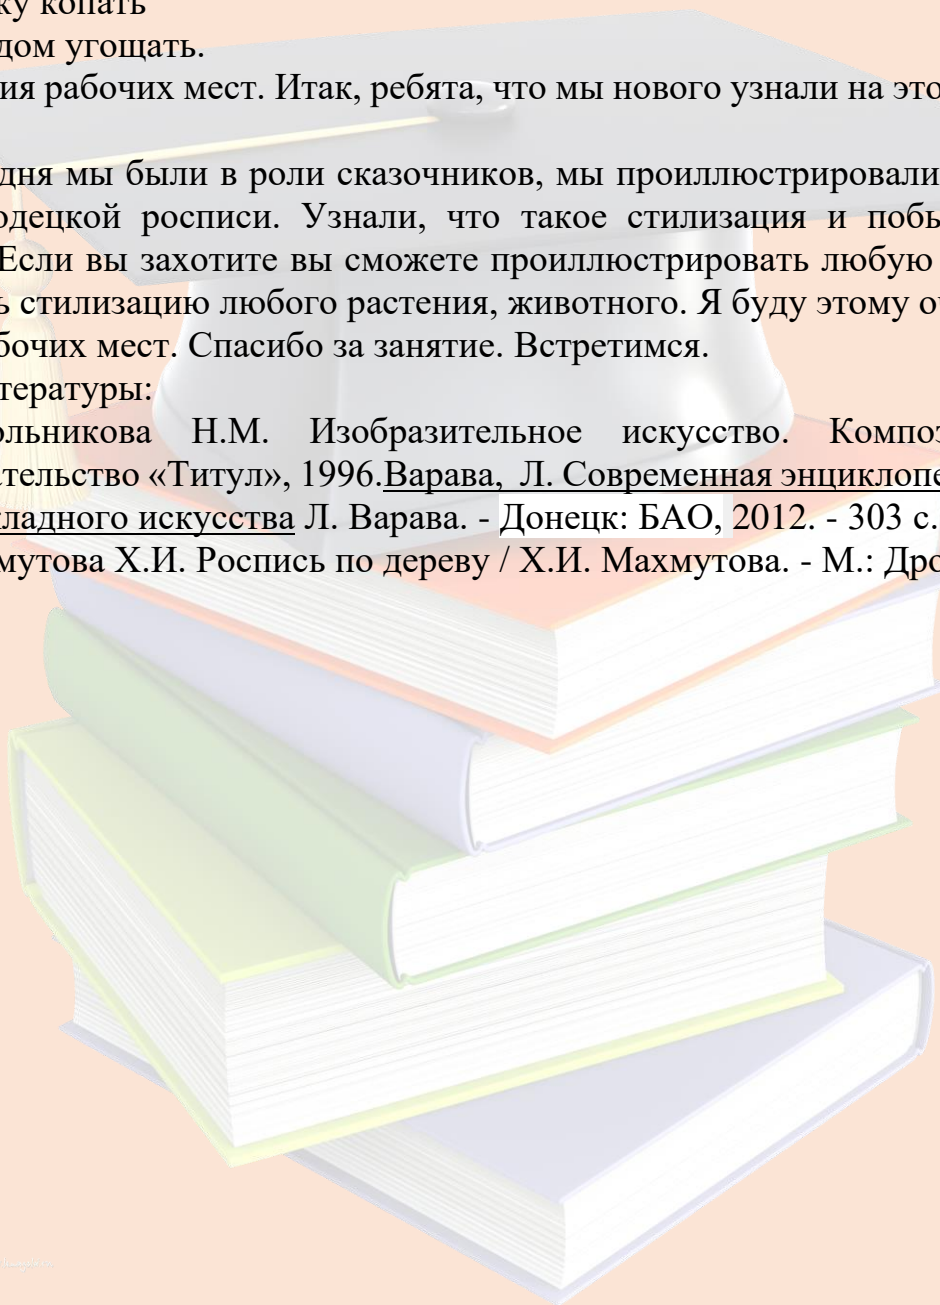 ку копать
дом угощать.
ия рабочих мест. Итак, ребята, что мы нового узнали на это
дня мы были в роли сказочников, мы проиллюстрировали
одецкой росписи. Узнали, что такое стилизация и побы
Если вы захотите вы сможете проиллюстрировать любую
ь стилизацию любого растения, животного. Я буду этому о
бочих мест. Спасибо за занятие. Встретимся.
тературы:
ольникова Н.М. Изобразительное искусство. Композ
тельство «Титул», 1996.Варава, Л. Современная энциклопе
кладного искусства Л. Варава. - Донецк: БАО, 2012. - 303 с.
мутова Х.И. Роспись по дереву / Х.И. Махмутова. - М.: Дро